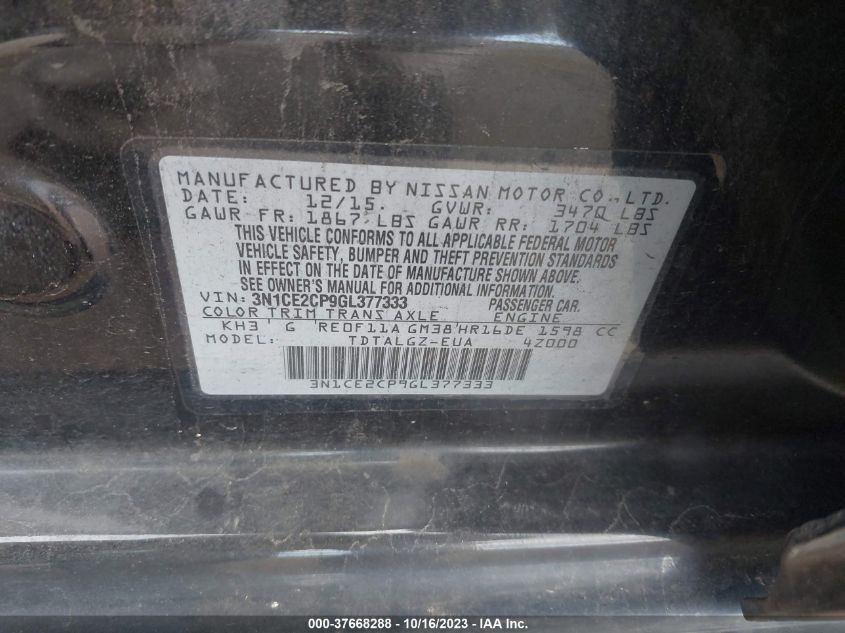 MANUFACTURED BY NISSAN MOTOR CO., LTD.
DATE: 12/15. GVWR: 3470 LBS
GAWR FR: 1867 LBS GAWR RR: 1704 LBS
THIS VEHICLE CONFORMS TO ALL APPLICABLE FEDERAL MOTOR
VEHICLE SAFETY, BUMPER AND THEFT PREVENTION STANDARDS
IN EFFECT ON THE DATE OF MANUFACTURE SHOWN ABOVE.
SEE OWNER'S MANUAL FOR ADDITIONAL INFORMATION.
VIN: 3N1CE2CP9GL377333 PASSENGER CAR.
COLOR TRIM TRANS AXLE ENGINE
KH3 G RE0F11A GM38 HR16DE 1598 CC
MODEL: TDTALGZ-EUA 4Z000
3N1CE2CP9GL377333
000-37668288 - 10/16/2023 - Copyright © IAA Inc.